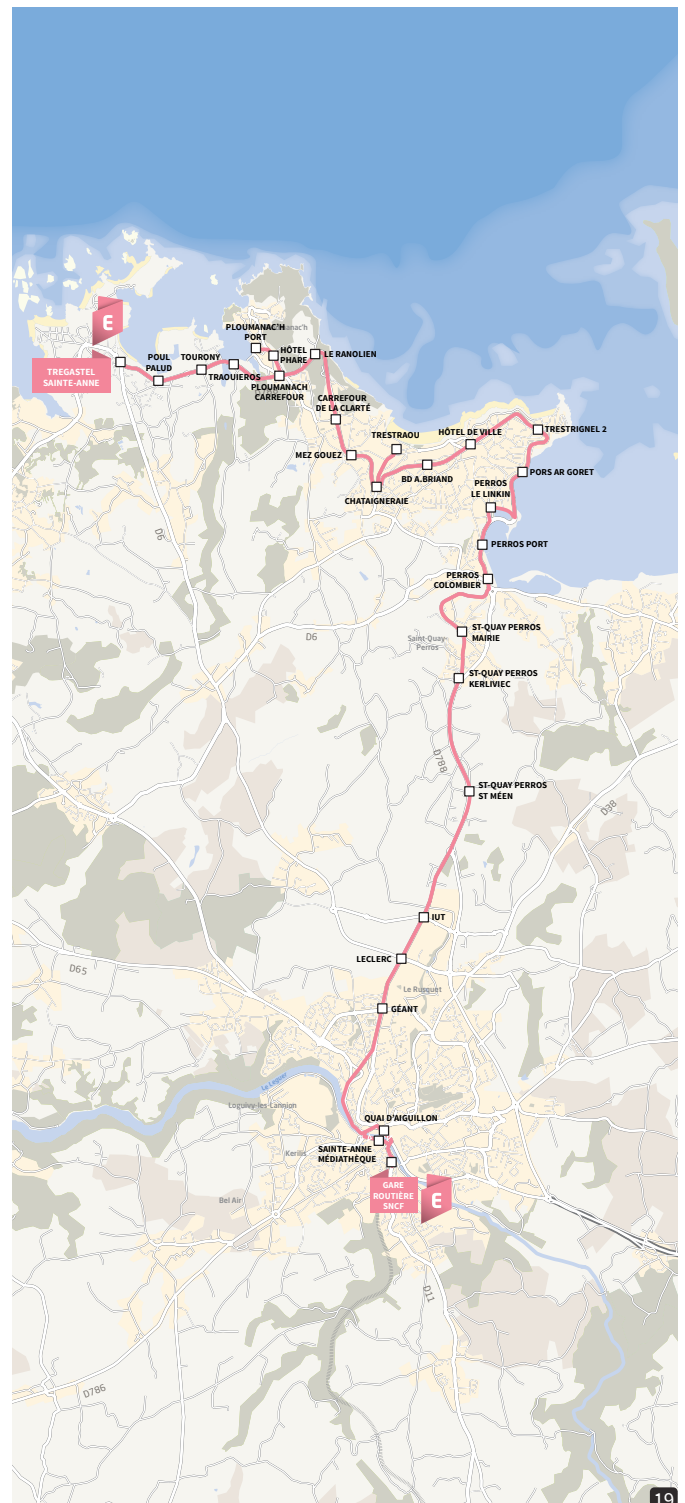 E
TREGASTEL
SAINTE-ANNE
POUL
PALUD
TOURONY
TRAOUIEROS
PLOUMANAC'H
PORT
HÔTEL
PHARE
PLOUMANACH
CARREFOUR
LE RANOLIEN
CARREFOUR
DE LA CLARTÉ
MEZ GOUEZ
TRESTRAOU
CHATAIGNERAIE
BD A.BRIAND
HÔTEL DE VILLE
TRESTRIGNEL 2
PORS AR GORET
PERROS
LE LINKIN
PERROS PORT
PERROS
COLOMBIER
D6
D6
Saint-Quay-
Perros
ST-QUAY PERROS
MAIRIE
ST-QUAY PERROS
KERLIVIEC
D788
ST-QUAY PERROS
ST MÉEN
D38
IUT
LECLERC
D65
Le Rusquet
GÉANT
Le Léguer
Loguivy-les-Lannion
QUAI D'AIGUILLON
SAINTE-ANNE
MÉDIATHÈQUE
Bel Air
GARE
ROUTIÈRE
SNCF
E
D11
D786
19